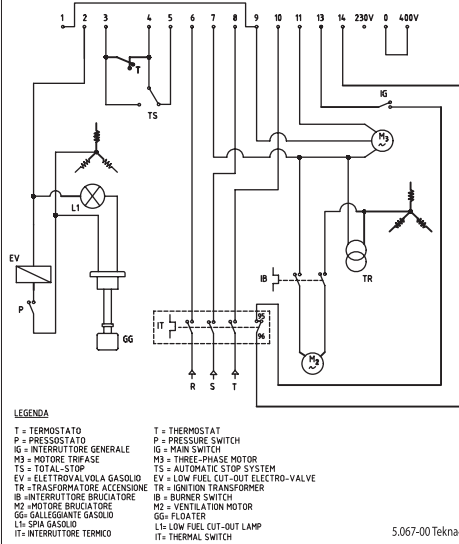 1 2 3 4 5 6 7 8 9 10 11 13 14 230V 0 400V
T
TS
IG
M3
~
L1
EV
P
TR
IB
IT
95
96
GG
M2
~
R S T
LEGENDA
T = TERMOSTATO
P = PRESSOSTATO
IG = INTERRUTTORE GENERALE
M3 = MOTORE TRIFASE
TS = TOTAL-STOP
EV = ELETTROVALVOLA GASOLIO
TR =TRASFORMATORE ACCENSIONE
IB =INTERRUTTORE BRUCIATORE
M2 =MOTORE BRUCIATORE
GG= GALLEGGIANTE GASOLIO
L1= SPIA GASOLIO
IT= INTERRUTTORE TERMICO
T = THERMOSTAT
P = PRESSURE SWITCH
IG = MAIN SWITCH
M3 = THREE-PHASE MOTOR
TS = AUTOMATIC STOP SYSTEM
EV = LOW FUEL CUT-OUT ELECTRO-VALVE
TR = IGNITION TRANSFORMER
IB = BURNER SWITCH
M2 = VENTILATION MOTOR
GG= FLOATER
L1= LOW FUEL CUT-OUT LAMP
IT= THERMAL SWITCH
5.067-00 Tekna